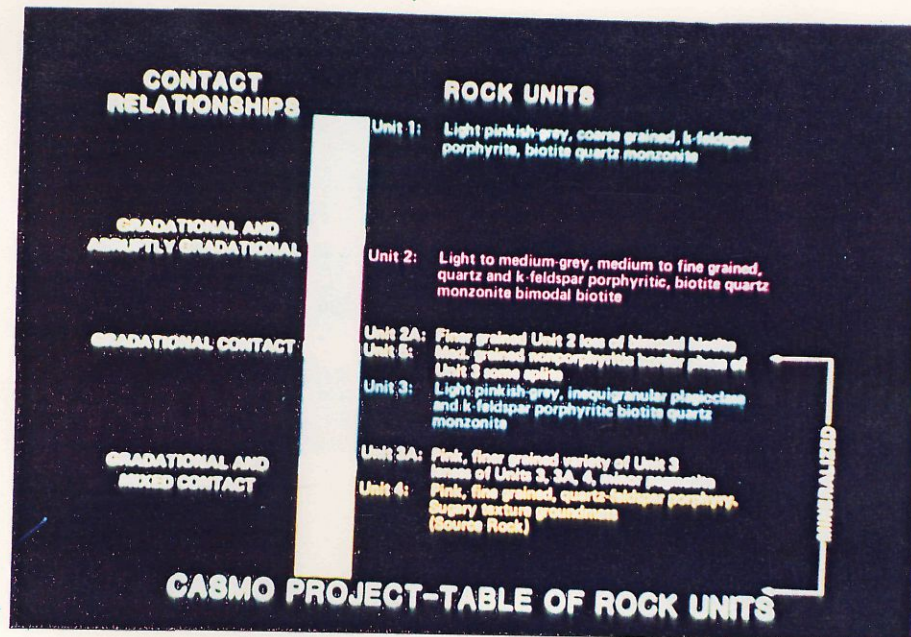 CONTACT
RELATIONSHIPS
ROCK UNITS
Unit 1: Light pinkish-grey, coarse grained, k-feldspar
porphyrite, biotite quartz monzonite
GRADATIONAL AND
ABRUPTLY GRADATIONAL
Unit 2: Light to medium-grey, medium to fine grained,
quartz and k-feldspar porphyritic, biotite quartz
monzonite bimodal biotite
GRADATIONAL CONTACT
Unit 2A: Finer grained Unit 2 loss of bimodal biotite
Unit 5: Med. grained nonporphyritic border phase of
Unit 3 some aplite
Unit 3: Light pinkish-grey, inequigranular plagioclase
and k-feldspar porphyritic biotite quartz
monzonite
GRADATIONAL AND
MIXED CONTACT
Unit 3A: Pink, finer grained variety of Unit 3
lenses of Units 3, 3A, 4, minor pegmatite
Unit 4: Pink, fine grained, quartz-feldspar porphyry.
Sugary texture groundmass
(Source Rock)
MINERALIZED
CASMO PROJECT-TABLE OF ROCK UNITS